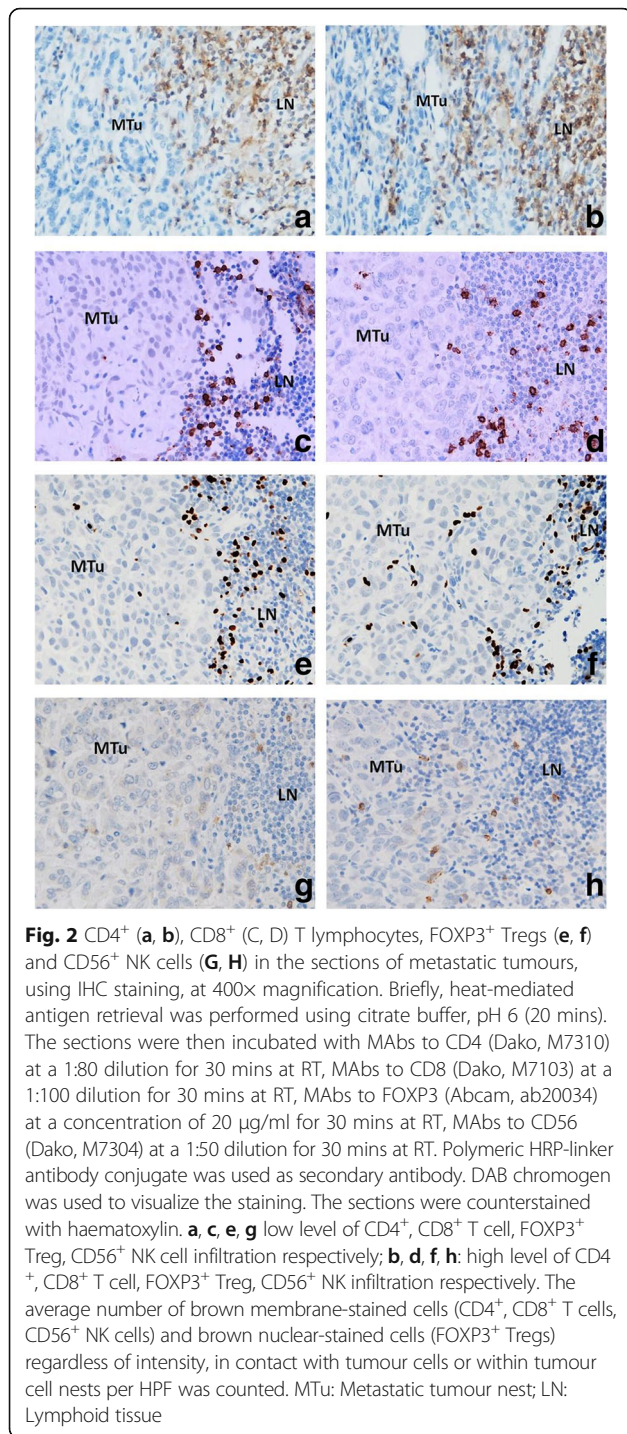 MTu
LN
a
MTu
LN
b
MTu
LN
c
MTu
LN
d
MTu
LN
e
MTu
LN
f
MTu
LN
g
MTu
LN
h
Fig. 2 CD4+ (a, b), CD8+ (C, D) T lymphocytes, FOXP3+ Tregs (e, f)
and CD56+ NK cells (G, H) in the sections of metastatic tumours,
using IHC staining, at 400× magnification. Briefly, heat-mediated
antigen retrieval was performed using citrate buffer, pH 6 (20 mins).
The sections were then incubated with MAbs to CD4 (Dako, M7310)
at a 1:80 dilution for 30 mins at RT, MAbs to CD8 (Dako, M7103) at a
1:100 dilution for 30 mins at RT, MAbs to FOXP3 (Abcam, ab20034)
at a concentration of 20 μg/ml for 30 mins at RT, MAbs to CD56
(Dako, M7304) at a 1:50 dilution for 30 mins at RT. Polymeric HRP-linker
antibody conjugate was used as secondary antibody. DAB chromogen
was used to visualize the staining. The sections were counterstained
with haematoxylin. a, c, e, g low level of CD4+, CD8+ T cell, FOXP3+
Treg, CD56+ NK cell infiltration respectively; b, d, f, h: high level of CD4
+, CD8+ T cell, FOXP3+ Treg, CD56+ NK infiltration respectively. The
average number of brown membrane-stained cells (CD4+, CD8+ T cells,
CD56+ NK cells) and brown nuclear-stained cells (FOXP3+ Tregs)
regardless of intensity, in contact with tumour cells or within tumour
cell nests per HPF was counted. MTu: Metastatic tumour nest; LN:
Lymphoid tissue